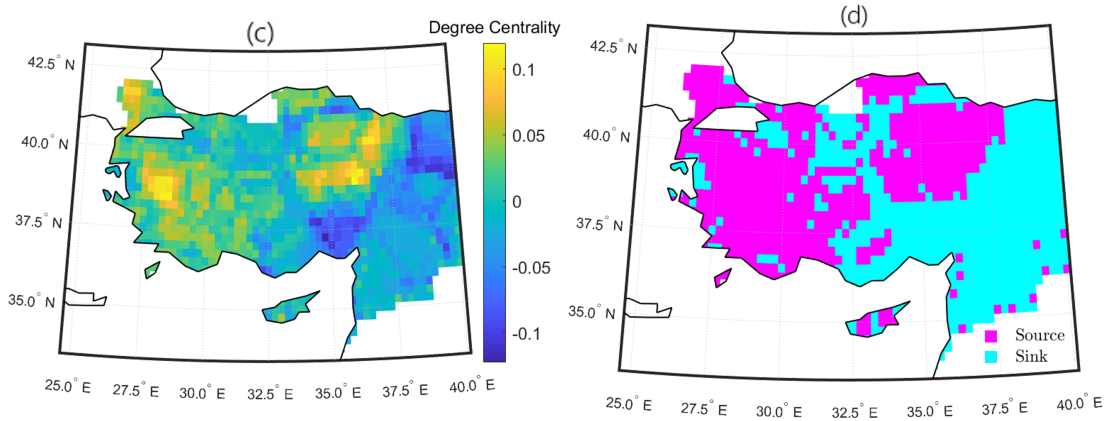 (c)
Degree Centrality
42.5° N
40.0° N
37.5° N
35.0° N
25.0° E
27.5° E
30.0° E
32.5° E
35.0° E
37.5° E
40.0° E
0.1
0.05
0
-0.05
-0.1
(d)
42.5° N
40.0° N
37.5° N
35.0° N
25.0° E
27.5° E
30.0° E
32.5° E
35.0° E
37.5° E
40.0° E
Source
Sink